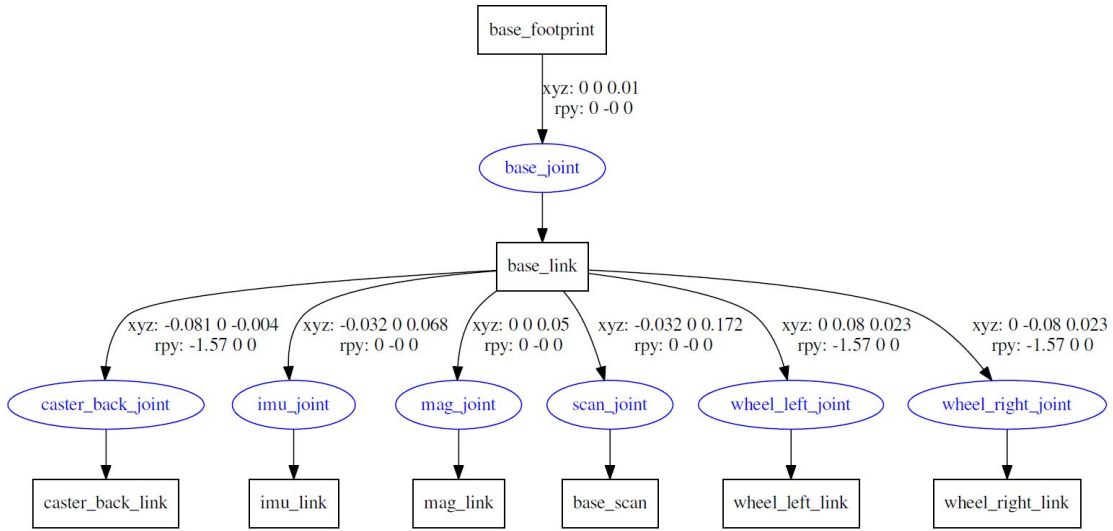 base_footprint
xyz: 0 0 0.01
rpy: 0 -0 0
base_joint
base_link
xyz: -0.081 0 -0.004
rpy: -1.57 0 0
xyz: -0.032 0 0.068
rpy: 0 -0 0
xyz: 0 0 0.05
rpy: 0 -0 0
xyz: -0.032 0 0.172
rpy: 0 -0 0
xyz: 0 0.08 0.023
rpy: -1.57 0 0
xyz: 0 -0.08 0.023
rpy: -1.57 0 0
caster_back_joint
imu_joint
mag_joint
scan_joint
wheel_left_joint
wheel_right_joint
caster_back_link
imu_link
mag_link
base_scan
wheel_left_link
wheel_right_link